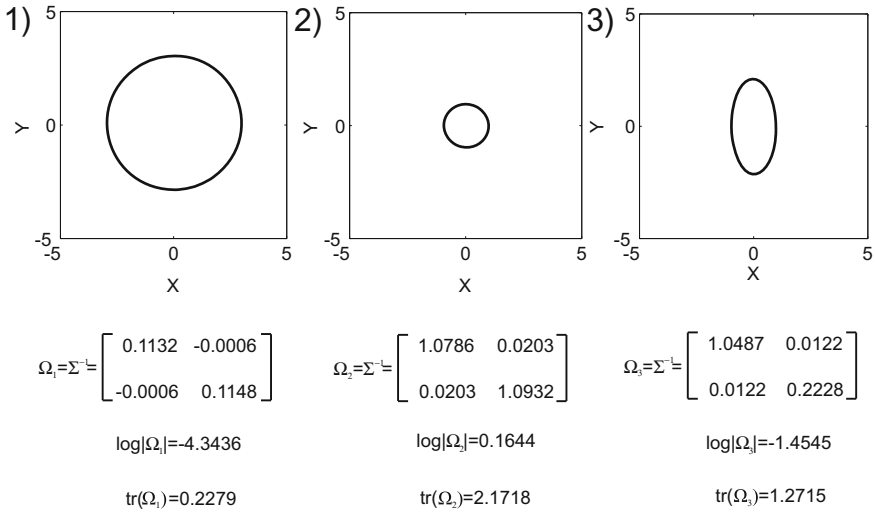 1) 2) 3)
5 5 5
Y Y Y
0 0 0
-5 -5 -5
0 5 0 5 0 5
X X X
Ω₁=Σ⁻¹= [ 0.1132 -0.0006
-0.0006 0.1148 ]
Ω₂=Σ⁻¹= [ 1.0786 0.0203
0.0203 1.0932 ]
Ω₃=Σ⁻¹= [ 1.0487 0.0122
0.0122 0.2228 ]
log|Ω₁|=-4.3436 log|Ω₂|=0.1644 log|Ω₃|=-1.4545
tr(Ω₁)=0.2279 tr(Ω₂)=2.1718 tr(Ω₃)=1.2715